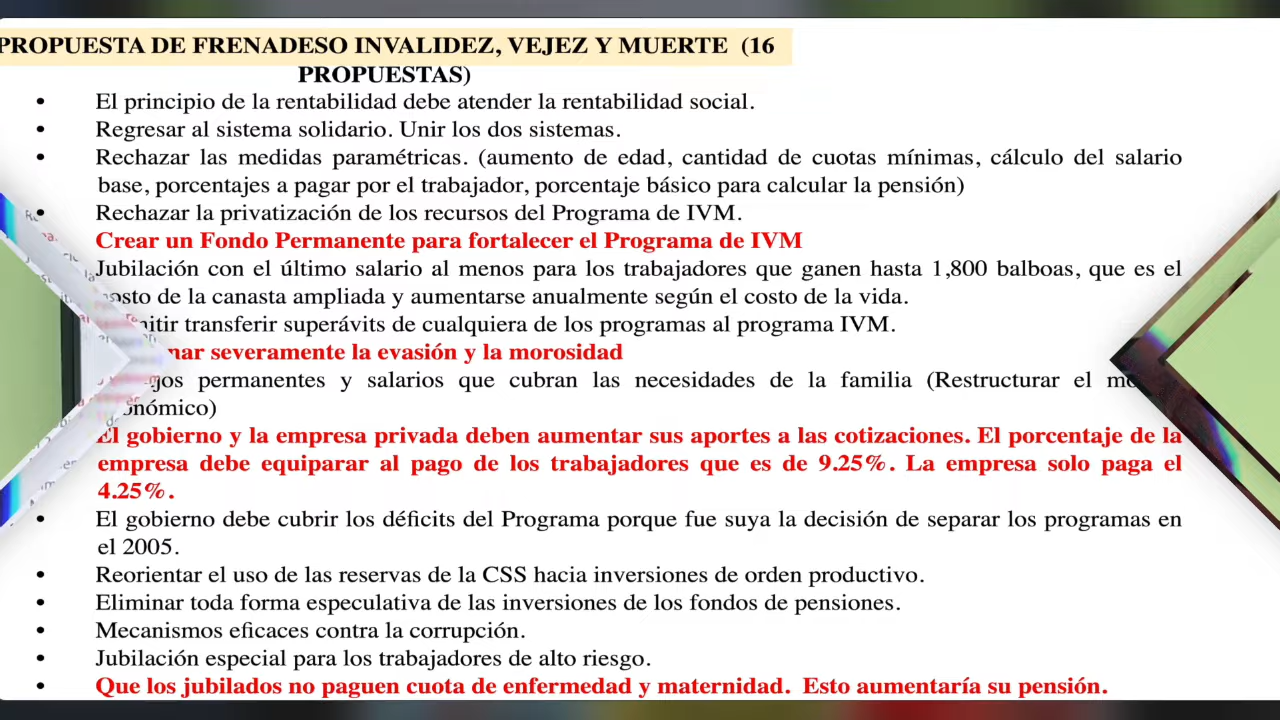 PROPUESTA DE FRENADESO INVALIDEZ, VEJEZ Y MUERTE (16
PROPUESTAS)
• El principio de la rentabilidad debe atender la rentabilidad social.
• Regresar al sistema solidario. Unir los dos sistemas.
• Rechazar las medidas paramétricas. (aumento de edad, cantidad de cuotas mínimas, cálculo del salario
base, porcentajes a pagar por el trabajador, porcentaje básico para calcular la pensión)
• Rechazar la privatización de los recursos del Programa de IVM.
Crear un Fondo Permanente para fortalecer el Programa de IVM
Jubilación con el último salario al menos para los trabajadores que ganen hasta 1,800 balboas, que es el
de la canasta ampliada y aumentarse anualmente según el costo de la vida.
transferir superávits de cualquiera de los programas al programa IVM.
severamente la evasión y la morosidad
permanentes y salarios que cubran las necesidades de la familia (Restructurar el
El gobierno y la empresa privada deben aumentar sus aportes a las cotizaciones. El porcentaje de la
empresa debe equiparar al pago de los trabajadores que es de 9.25%. La empresa solo paga el
4.25%.
• El gobierno debe cubrir los déficits del Programa porque fue suya la decisión de separar los programas en
el 2005.
• Reorientar el uso de las reservas de la CSS hacia inversiones de orden productivo.
• Eliminar toda forma especulativa de las inversiones de los fondos de pensiones.
• Mecanismos eficaces contra la corrupción.
• Jubilación especial para los trabajadores de alto riesgo.
• Que los jubilados no paguen cuota de enfermedad y maternidad. Esto aumentaría su pensión.